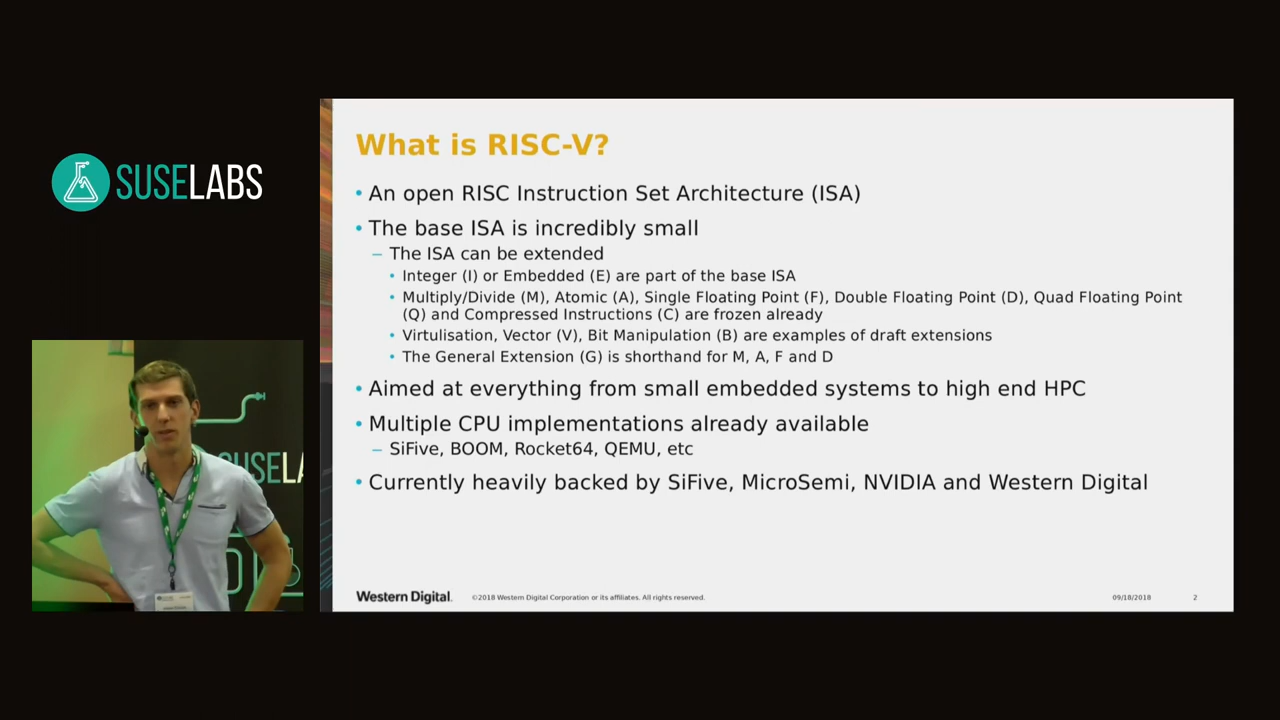 SUSELABS
What is RISC-V?
• An open RISC Instruction Set Architecture (ISA)
• The base ISA is incredibly small
– The ISA can be extended
• Integer (I) or Embedded (E) are part of the base ISA
• Multiply/Divide (M), Atomic (A), Single Floating Point (F), Double Floating Point (D), Quad Floating Point
(Q) and Compressed Instructions (C) are frozen already
• Virtulisation, Vector (V), Bit Manipulation (B) are examples of draft extensions
• The General Extension (G) is shorthand for M, A, F and D
• Aimed at everything from small embedded systems to high end HPC
• Multiple CPU implementations already available
– SiFive, BOOM, Rocket64, QEMU, etc
• Currently heavily backed by SiFive, MicroSemi, NVIDIA and Western Digital
USELA
Western Digital. ©2018 Western Digital Corporation or its affiliates. All rights reserved. 09/18/2018 2